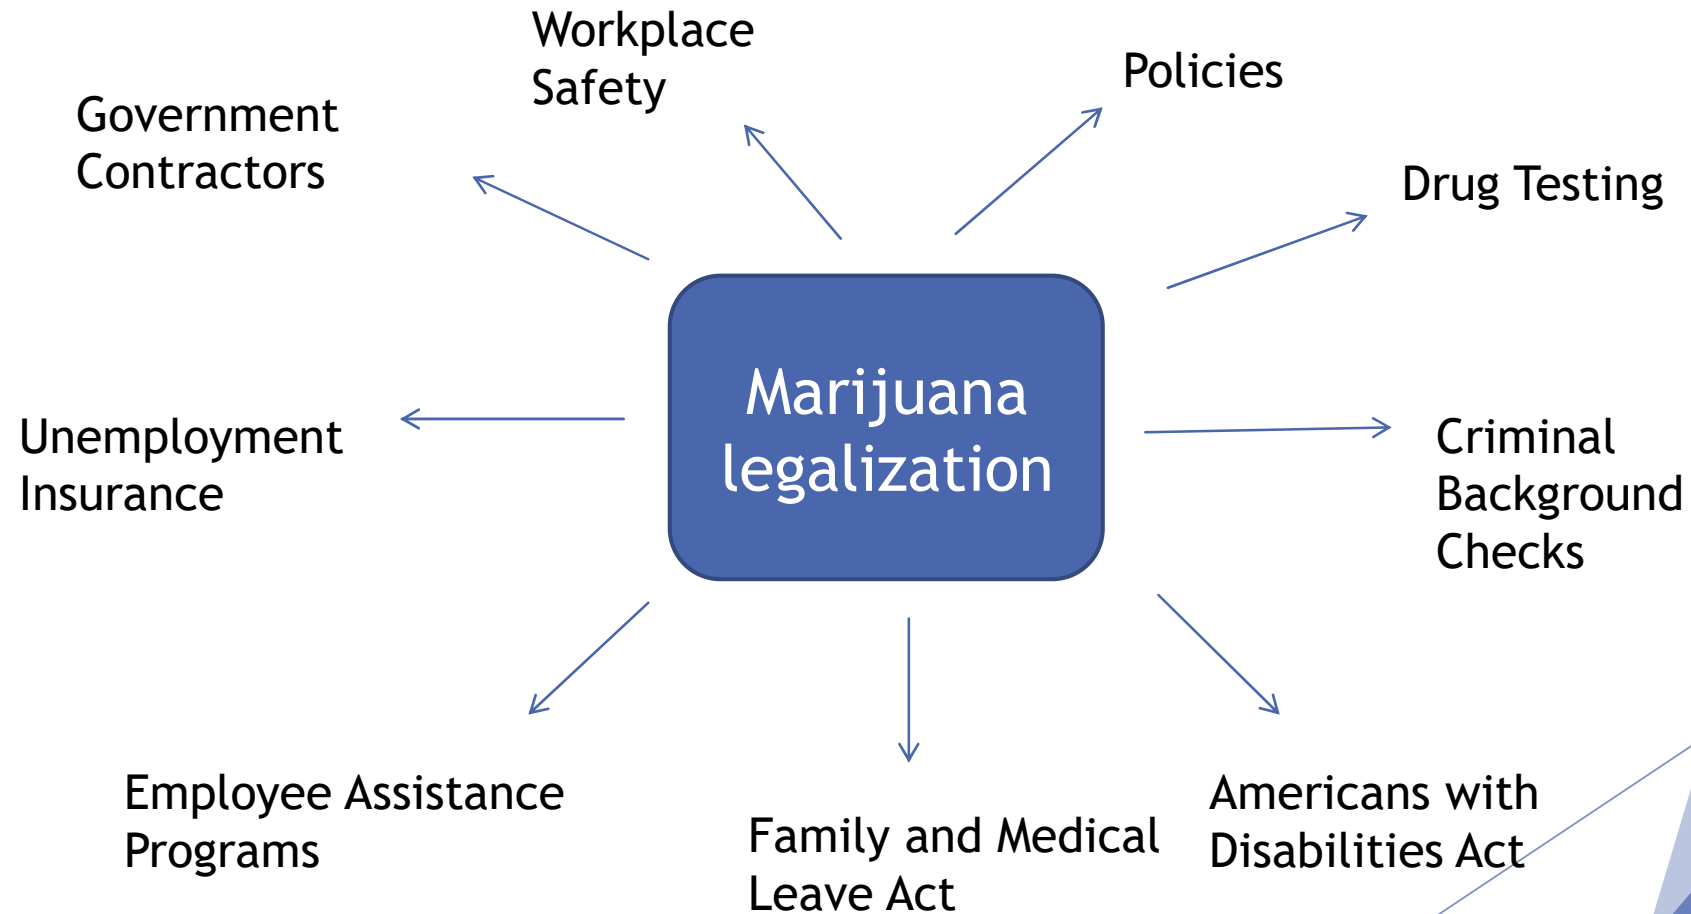 Workplace
Safety
Policies
Government
Contractors
Drug Testing
Marijuana
legalization
Unemployment
Insurance
Criminal
Background
Checks
Employee Assistance
Programs
Family and Medical
Leave Act
Americans with
Disabilities Act